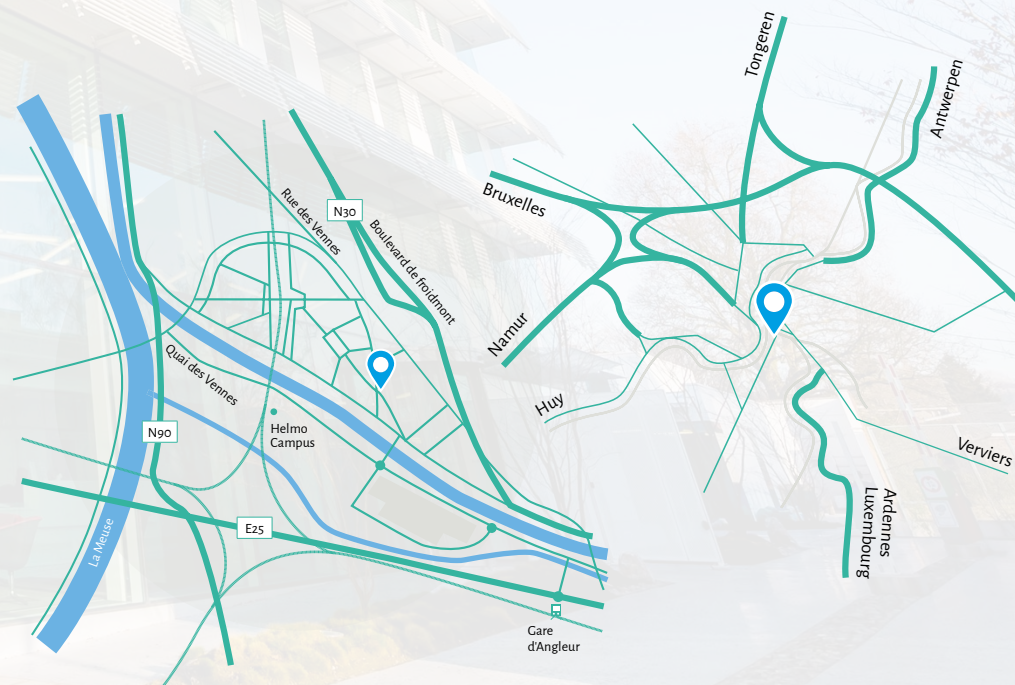 Tongeren
Antwerpen
Bruxelles
Rue des Vennes
N30
Boulevard de froidmont
Namur
Quai des Vennes
Huy
Helmo
Campus
N90
Verviers
Ardennes
Luxembourg
E25
La Meuse
Gare
d'Angleur